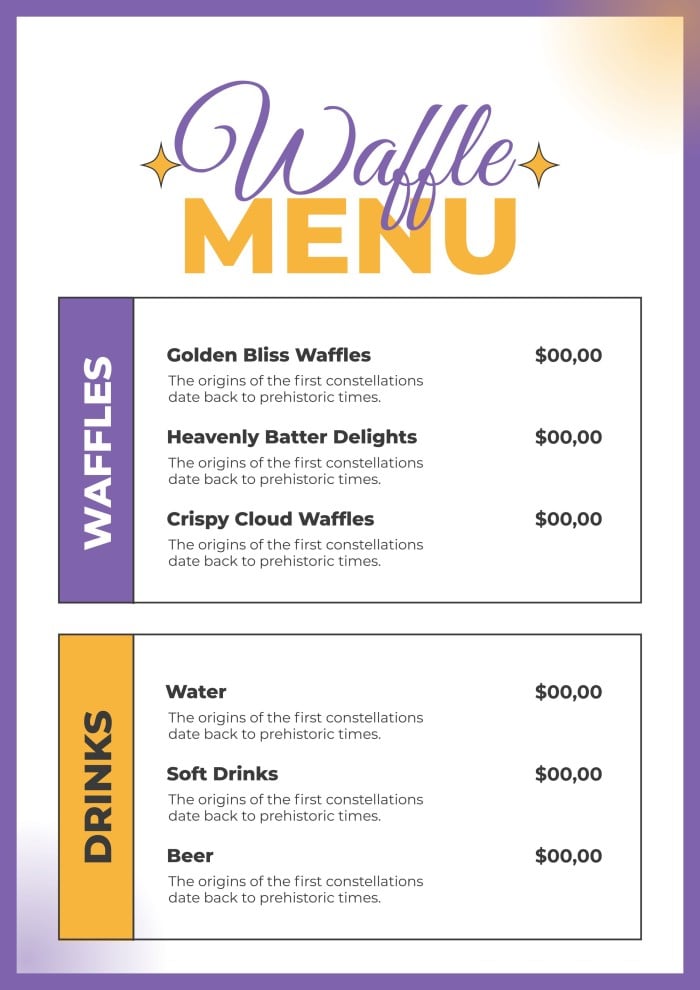 Waffle
MENU
WAFFLES
Golden Bliss Waffles $00,00
The origins of the first constellations
date back to prehistoric times.
Heavenly Batter Delights $00,00
The origins of the first constellations
date back to prehistoric times.
Crispy Cloud Waffles $00,00
The origins of the first constellations
date back to prehistoric times.
DRINKS
Water $00,00
The origins of the first constellations
date back to prehistoric times.
Soft Drinks $00,00
The origins of the first constellations
date back to prehistoric times.
Beer $00,00
The origins of the first constellations
date back to prehistoric times.